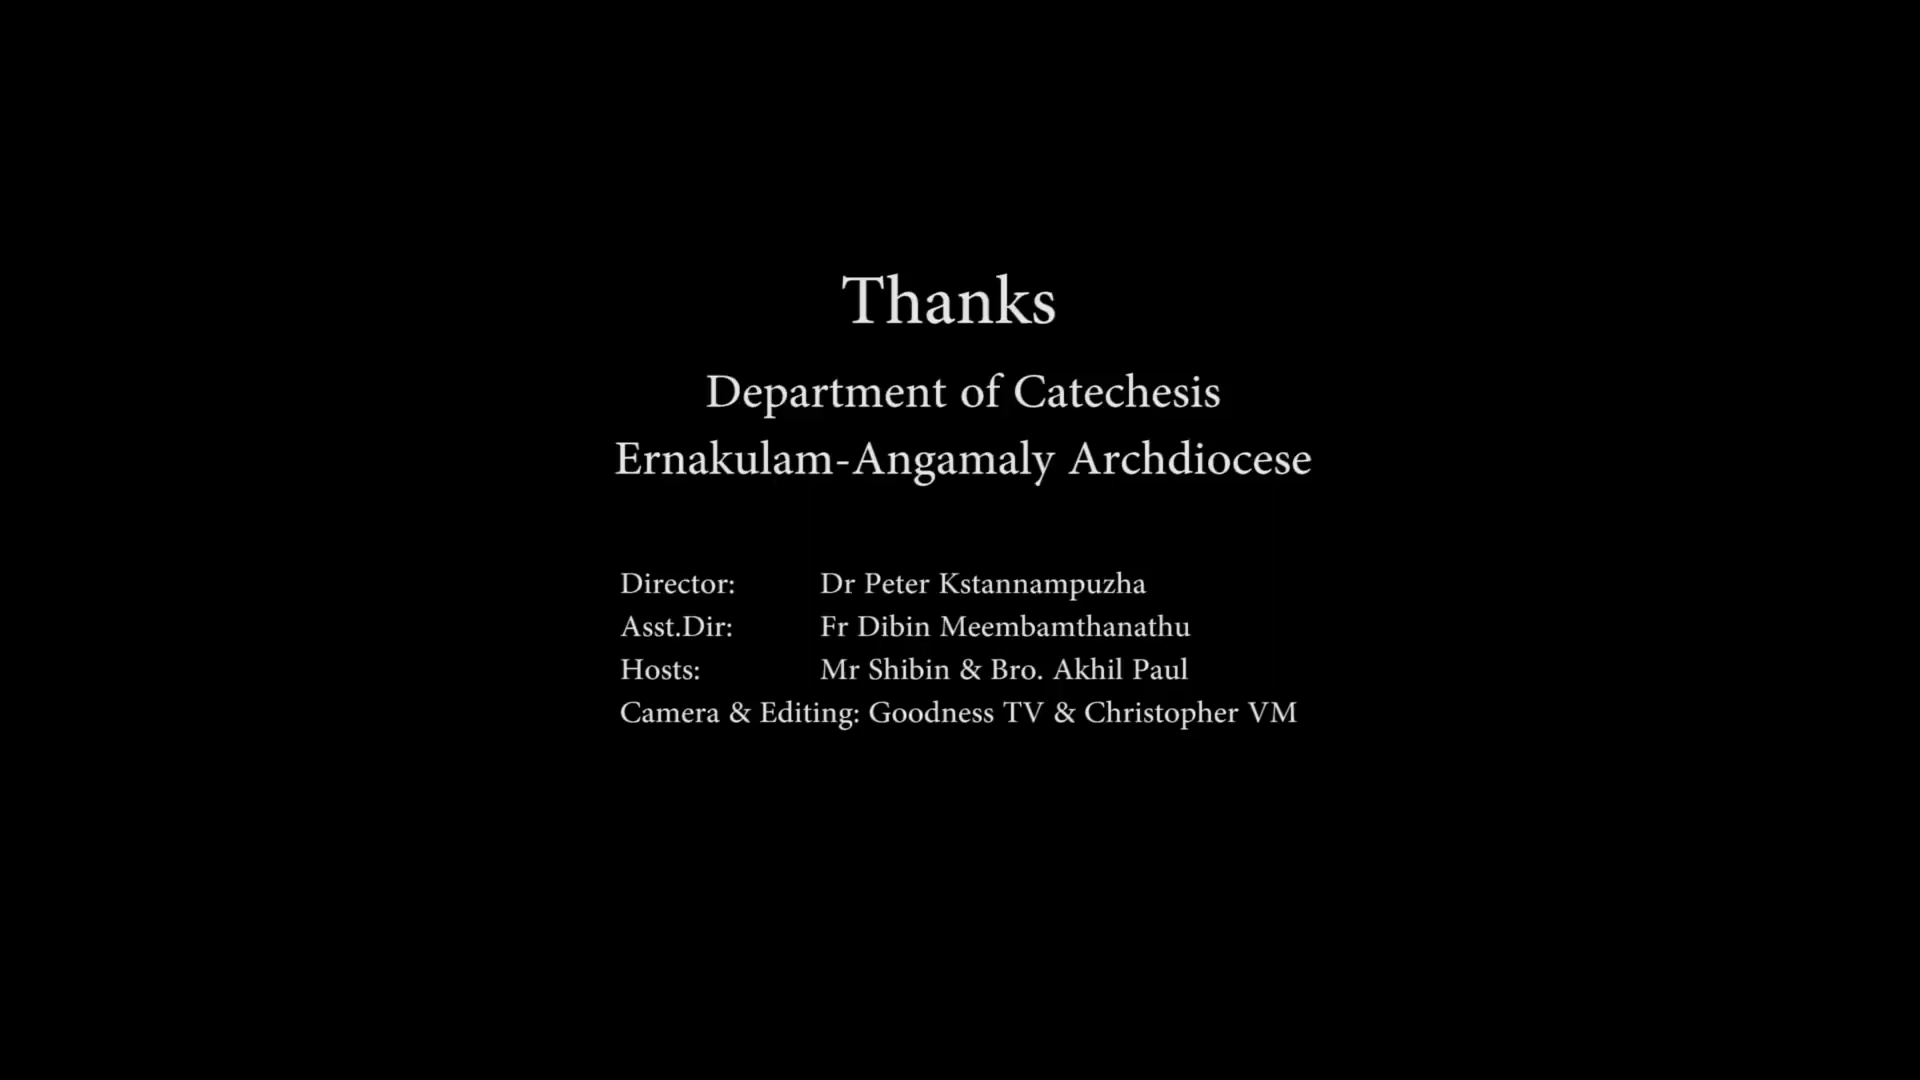 Thanks
Department of Catechesis
Ernakulam-Angamaly Archdiocese
Director: Dr Peter Kstannampuzha
Asst.Dir: Fr Dibin Meembamthanathu
Hosts: Mr Shibin & Bro. Akhil Paul
Camera & Editing: Goodness TV & Christopher VM